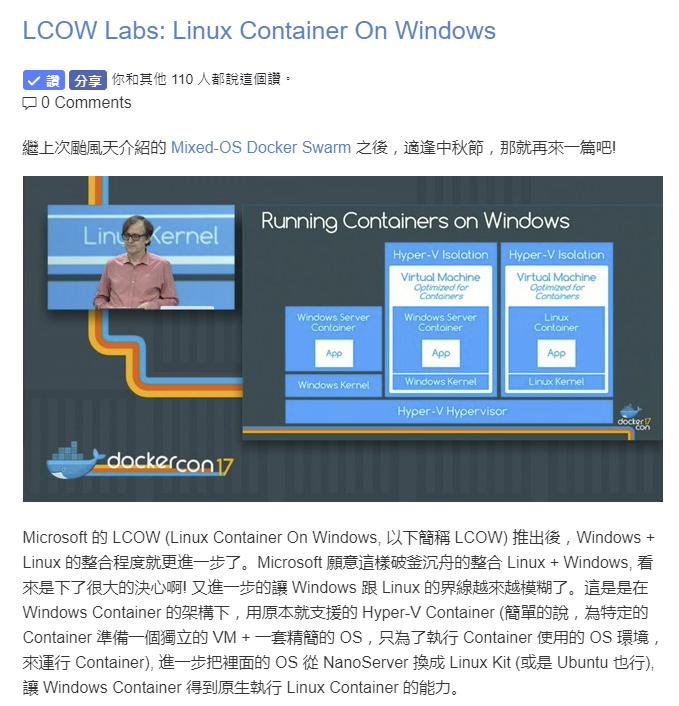 LCOW Labs: Linux Container On Windows
讚 分享 你和其他 110 人都說這個讚。
0 Comments
繼上次颱風天介紹的 Mixed-OS Docker Swarm 之後，適逢中秋節，那就再來一篇吧!
Linux Kernel
Running Containers on Windows
Hyper-V Isolation
Hyper-V Isolation
Virtual Machine
Optimized for
Containers
Virtual Machine
Optimized for
Containers
Windows Server
Container
Windows Server
Container
Linux
Container
App
App
App
Windows Kernel
Windows Kernel
Linux Kernel
Hyper-V Hypervisor
docker
con
17
dockercon 17
Microsoft 的 LCOW (Linux Container On Windows, 以下簡稱 LCOW) 推出後，Windows +
Linux 的整合程度就更進一步了。Microsoft 願意這樣破釜沉舟的整合 Linux + Windows, 看
來是下了很大的決心啊! 又進一步的讓 Windows 跟 Linux 的界線越來越模糊了。這是是在
Windows Container 的架構下，用原本就支援的 Hyper-V Container (簡單的說，為特定的
Container 準備一個獨立的 VM + 一套精簡的 OS，只為了執行 Container 使用的 OS 環境，
來運行 Container), 進一步把裡面的 OS 從 NanoServer 換成 Linux Kit (或是 Ubuntu 也行),
讓 Windows Container 得到原生執行 Linux Container 的能力。